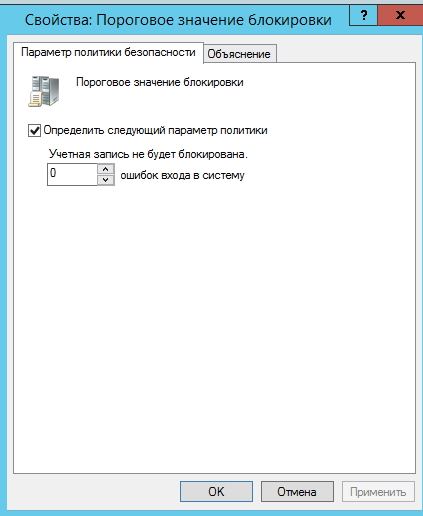 Свойства: Пороговое значение блокировки
?
x
Параметр политики безопасности
Объяснение
Пороговое значение блокировки
Определить следующий параметр политики
Учетная запись не будет блокирована.
0 ошибок входа в систему
OK
Отмена
Применить